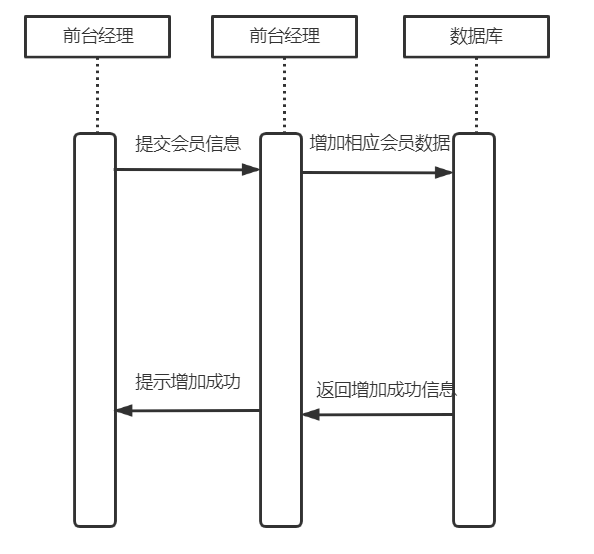 前台经理
前台经理
数据库
提交会员信息
增加相应会员数据
提示增加成功
返回增加成功信息